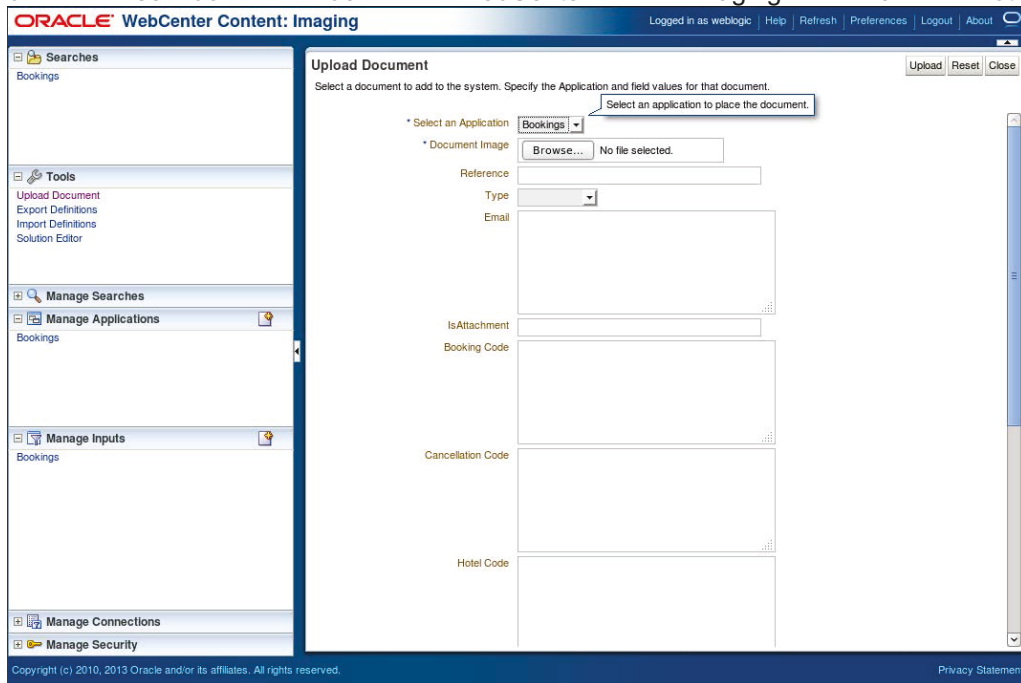 ORACLE WebCenter Content: Imaging
Logged in as weblogic Help Refresh Preferences Logout About
Searches
Bookings
Tools
Upload Document
Export Definitions
Import Definitions
Solution Editor
Manage Searches
Manage Applications
Bookings
Manage Inputs
Bookings
Manage Connections
Manage Security
Upload Document
Upload Reset Close
Select a document to add to the system. Specify the Application and field values for that document.
Select an application to place the document.
* Select an Application Bookings
* Document Image Browse... No file selected.
Reference
Type
Email
IsAttachment
Booking Code
Cancellation Code
Hotel Code
Copyright (c) 2010, 2013 Oracle and/or its affiliates. All rights reserved.
Privacy Statement